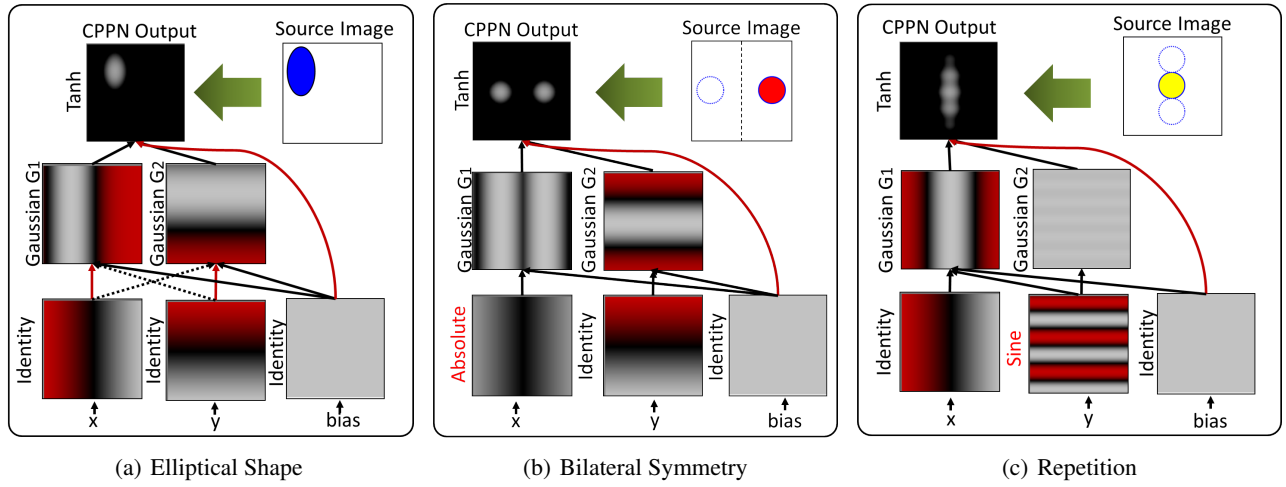 CPPN Output
Source Image
Tanh
Gaussian G1
Gaussian G2
Identity
Identity
Identity
x
y
bias
(a) Elliptical Shape
CPPN Output
Source Image
Tanh
Gaussian G1
Gaussian G2
Absolute
Identity
Identity
x
y
bias
(b) Bilateral Symmetry
CPPN Output
Source Image
Tanh
Gaussian G1
Gaussian G2
Identity
Sine
Identity
x
y
bias
(c) Repetition